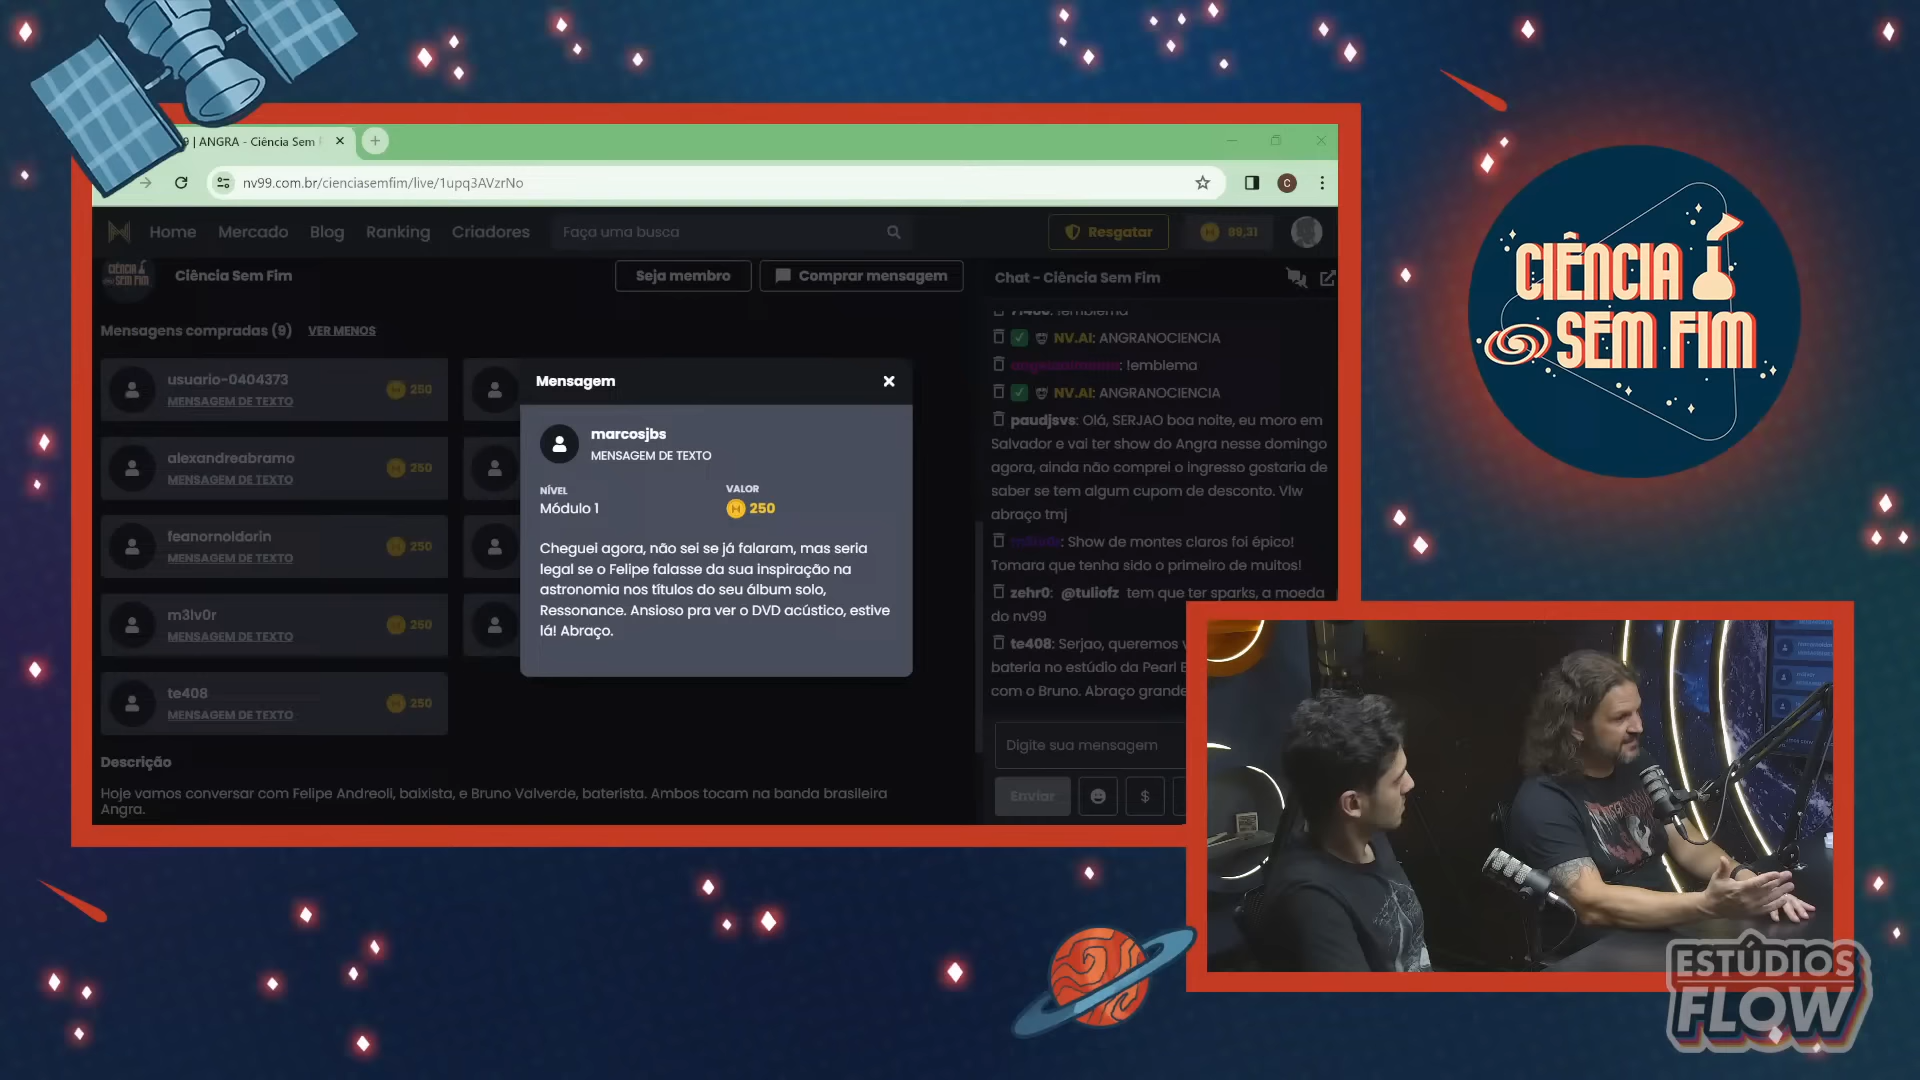 9 | ANGRA - Ciência Sem
nv99.com.br/cienciasemfim/live/1upq3AVzrNo
C
Home
Mercado
Blog
Ranking
Criadores
Faça uma busca
Resgatar
89,31
CIÊNCIA
SEM FIM
Ciência Sem Fim
Seja membro
Comprar mensagem
Mensagens compradas (9)
VER MENOS
usuario-0404373
MENSAGEM DE TEXTO
250
alexandreabramo
MENSAGEM DE TEXTO
250
feanornoldorin
MENSAGEM DE TEXTO
250
m3lv0r
MENSAGEM DE TEXTO
250
te408
MENSAGEM DE TEXTO
250
Mensagem
marcosjbs
MENSAGEM DE TEXTO
NÍVEL
Módulo 1
VALOR
250
Cheguei agora, não sei se já falaram, mas seria
legal se o Felipe falasse da sua inspiração na
astronomia nos títulos do seu álbum solo,
Ressonance. Ansioso pra ver o DVD acústico, estive
lá! Abraço.
Descrição
Hoje vamos conversar com Felipe Andreoli, baixista, e Bruno Valverde, baterista. Ambos tocam na banda brasileira
Angra.
Chat - Ciência Sem Fim
!emblema
NV.AI: ANGRANOCIENCIA
!emblema
NV.AI: ANGRANOCIENCIA
paudjsvs: Olá, SERJAO boa noite, eu moro em
Salvador e vai ter show do Angra nesse domingo
agora, ainda não comprei o ingresso gostaria de
saber se tem algum cupom de desconto. Vlw
abraço tmj
: Show de montes claros foi épico!
Tomara que tenha sido o primeiro de muitos!
zehr0: @tuliofz tem que ter sparks, a moeda
do nv99
te408: Serjao, queremos
bateria no estúdio da Pearl
com o Bruno. Abraço grande
Digite sua mensagem
Enviar
$
CIÊNCIA
SEM FIM
ESTÚDIOS
FLOW